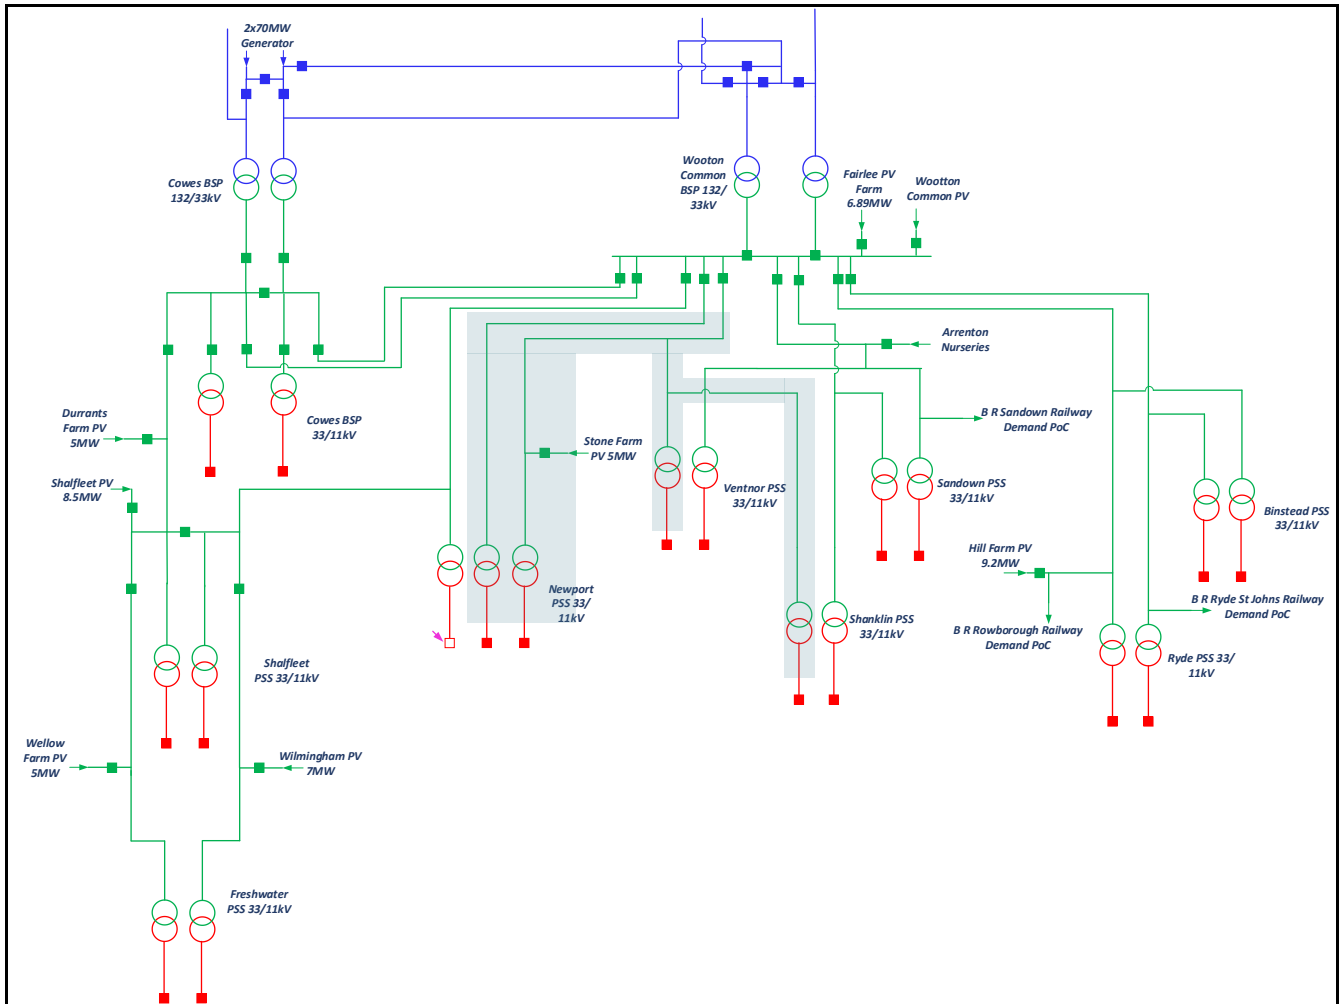 2x70MW
Generator
Cowes BSP
132/33kV
Wooton
Common
BSP 132/
33kV
Fairlee PV
Farm
6.89MW
Wootton
Common PV
Arrenton
Nurseries
Durrants
Farm PV
5MW
Cowes BSP
33/11kV
B R Sandown Railway
Demand PoC
Stone Farm
PV 5MW
Shalfleet PV
8.5MW
Ventnor PSS
33/11kV
Sandown PSS
33/11kV
Binstead PSS
33/11kV
Hill Farm PV
9.2MW
Newport
PSS 33/
11kV
B R Ryde St Johns Railway
Demand PoC
Shanklin PSS
33/11kV
B R Rowborough Railway
Demand PoC
Shalfleet
PSS 33/11kV
Ryde PSS 33/
11kV
Wellow
Farm PV
5MW
Wilmingham PV
7MW
Freshwater
PSS 33/11kV